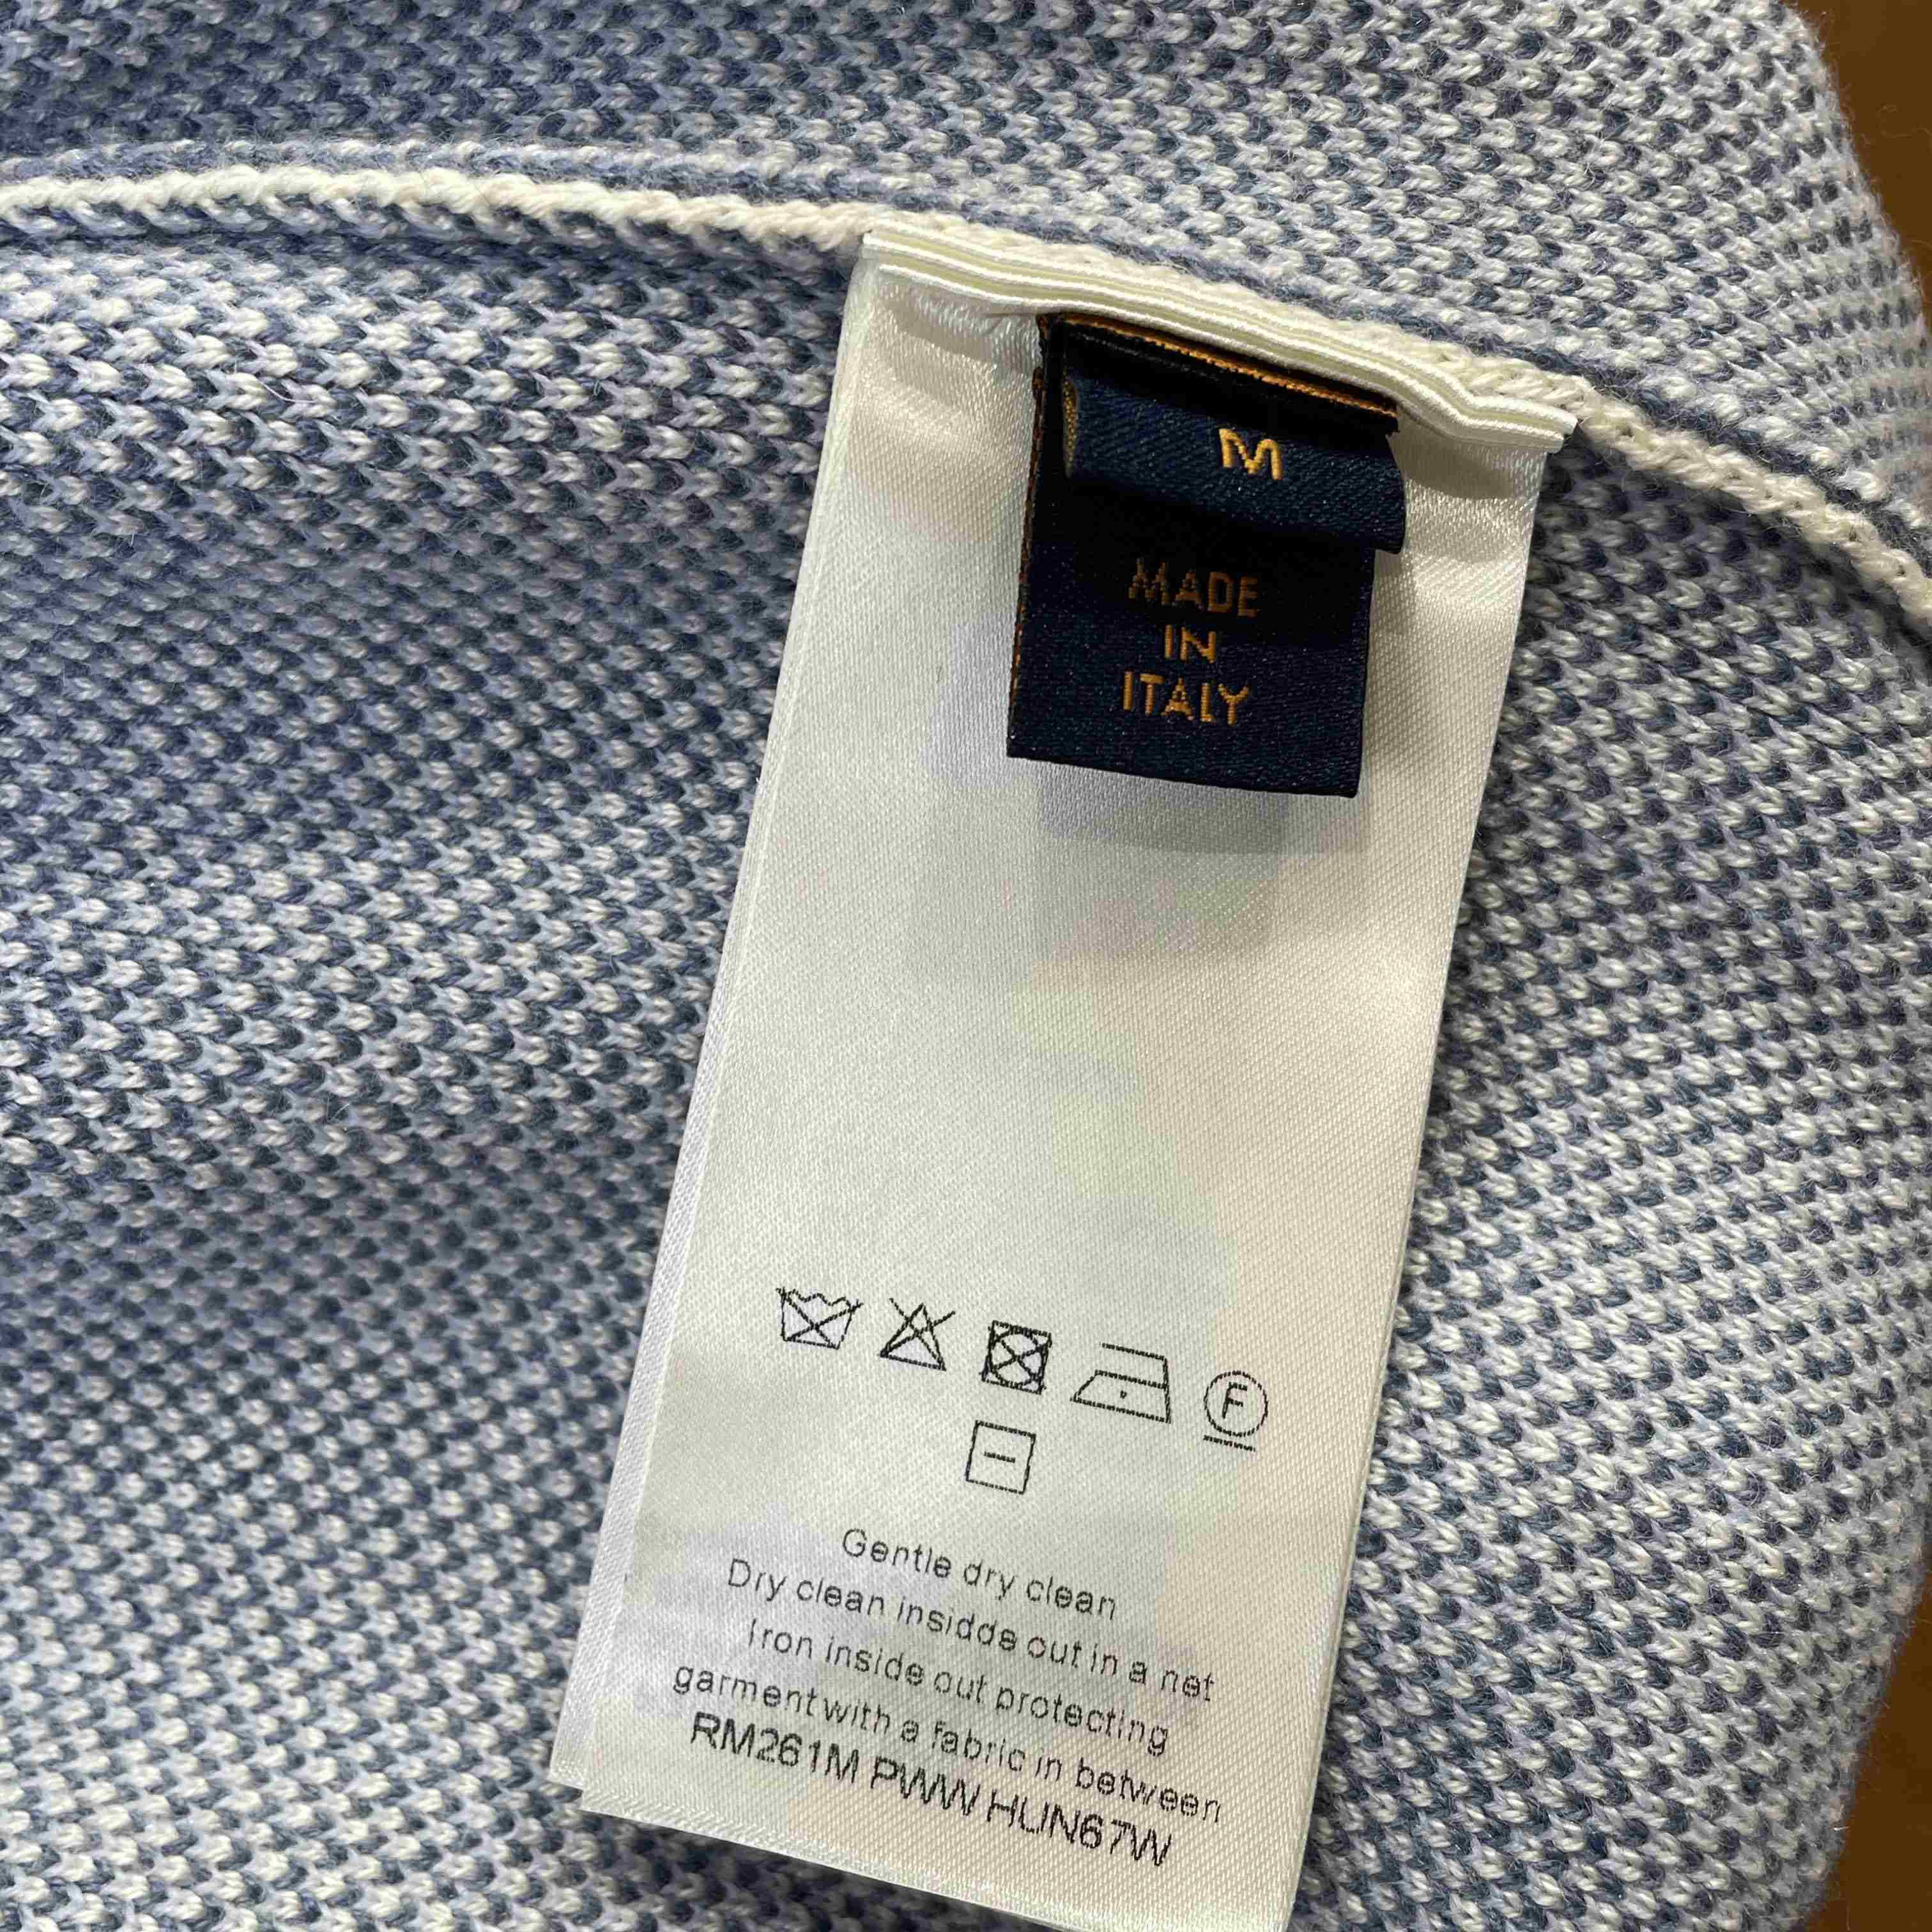 M
MADE
IN
ITALY
F
Gentle dry clean
Dry clean insidde out in a net
Iron inside out protecting
garment with a fabric in between
RM261M PWW HUN67W